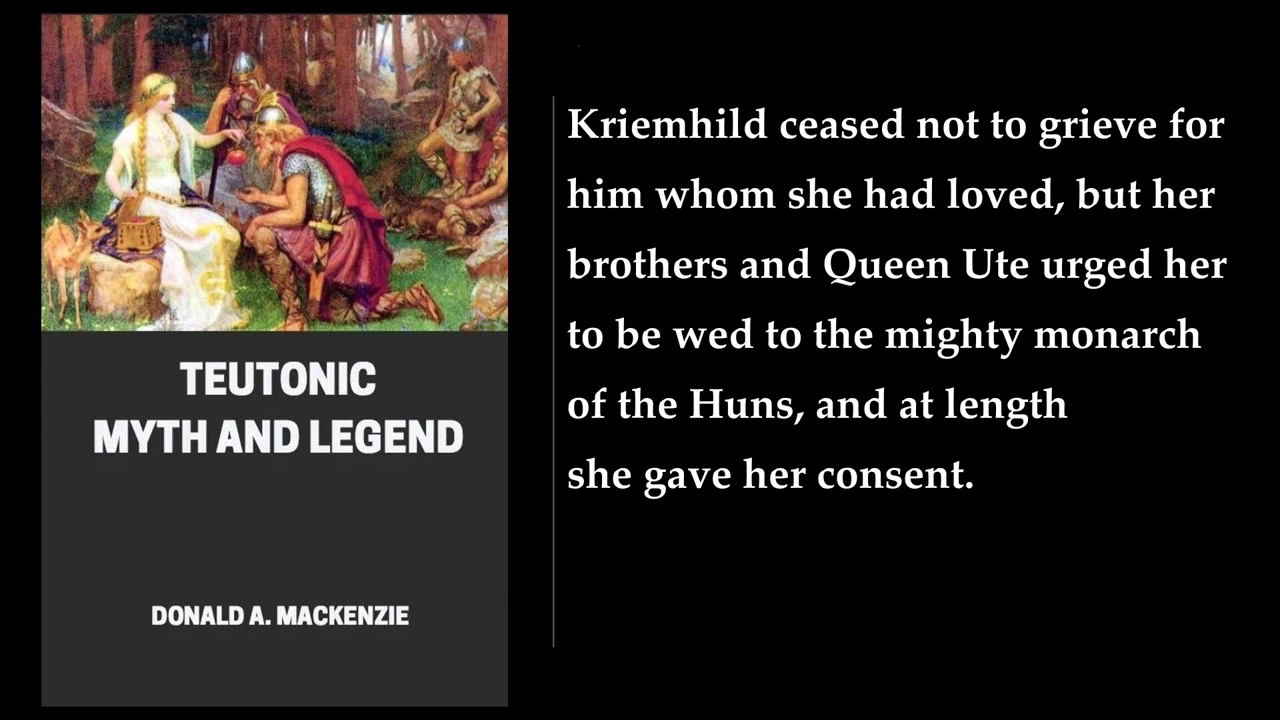 TEUTONIC
MYTH AND LEGEND
DONALD A. MACKENZIE
Kriemhild ceased not to grieve for
him whom she had loved, but her
brothers and Queen Ute urged her
to be wed to the mighty monarch
of the Huns, and at length
she gave her consent.